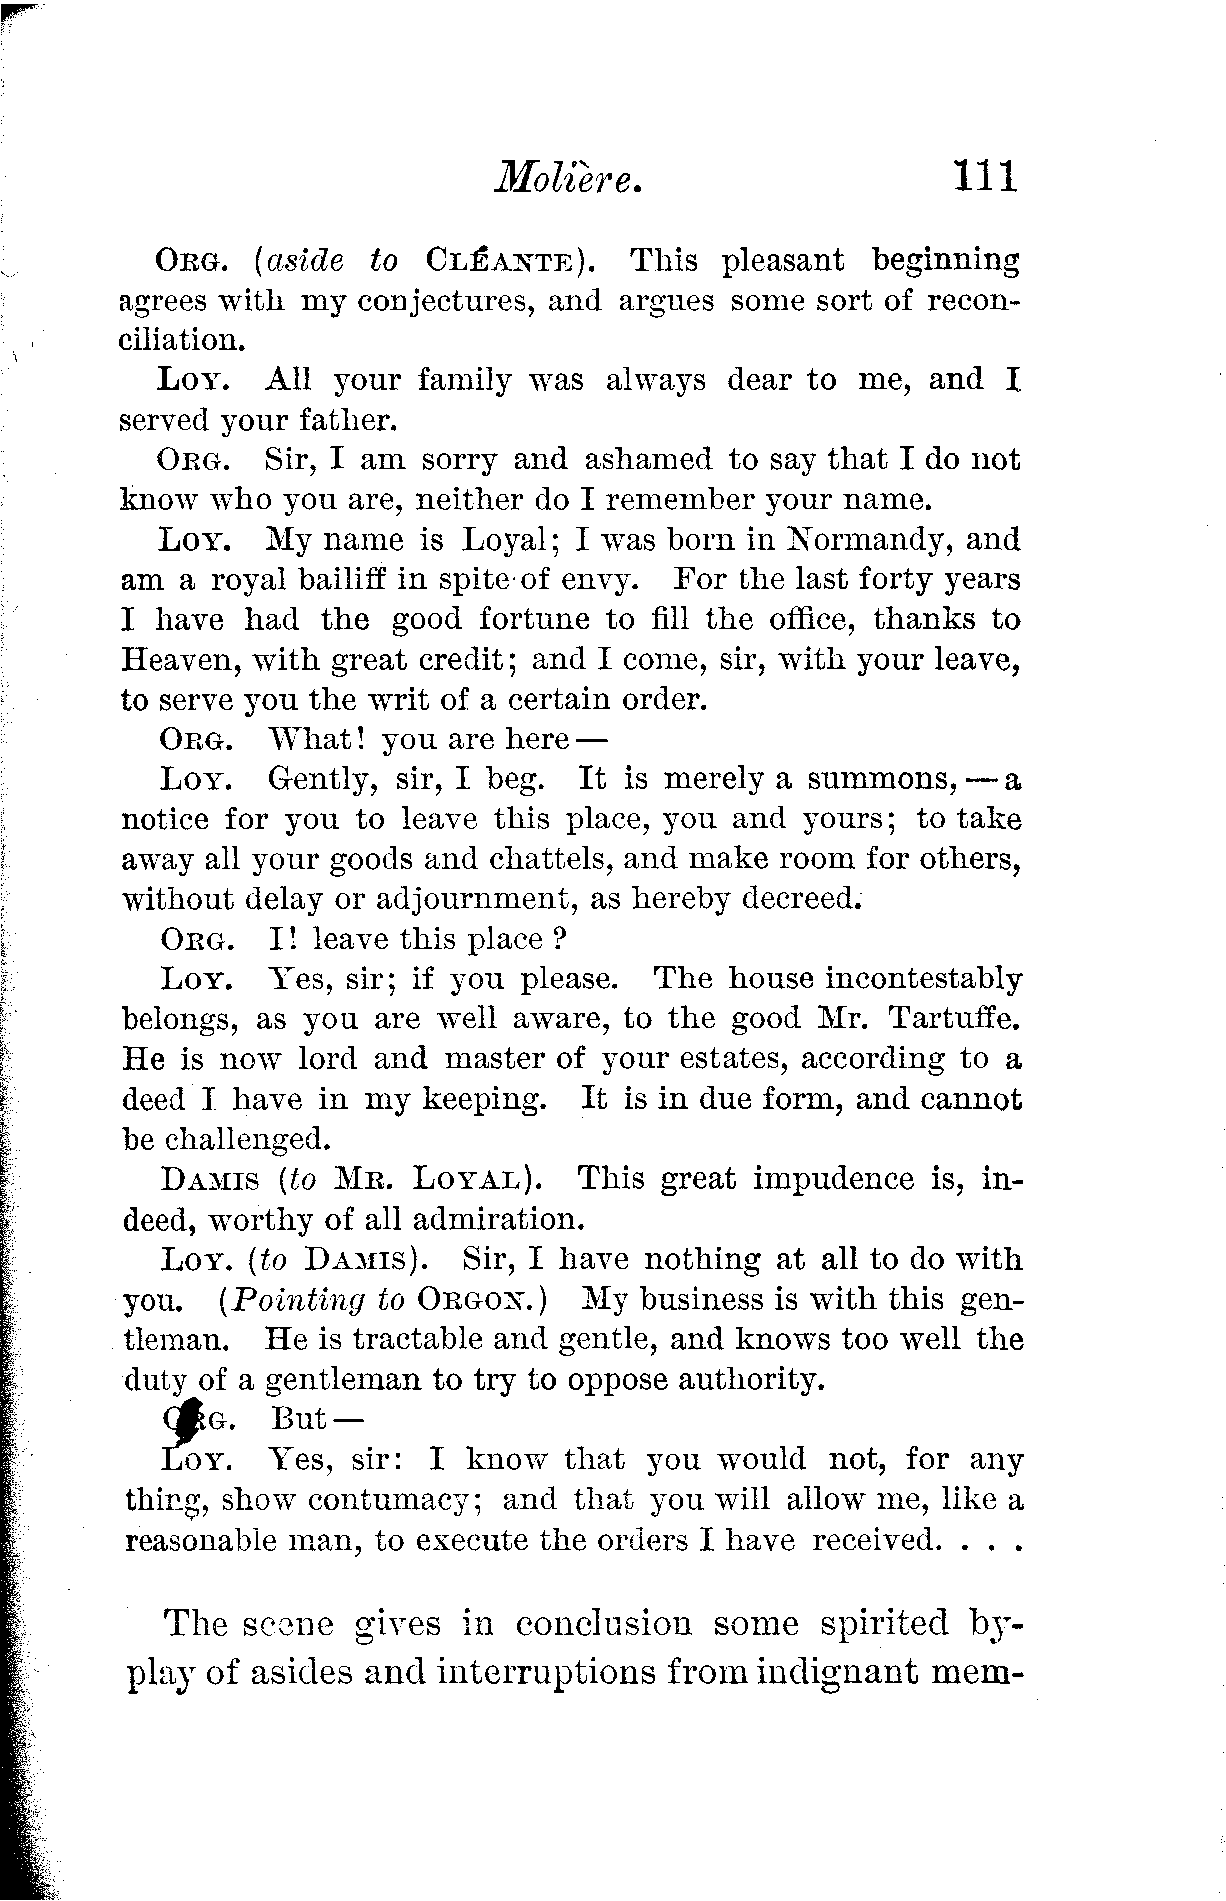 Molière. 111
ORG. (aside to CLÉANTE). This pleasant beginning
agrees with my conjectures, and argues some sort of recon-
ciliation.
LOY. All your family was always dear to me, and I
served your father.
ORG. Sir, I am sorry and ashamed to say that I do not
know who you are, neither do I remember your name.
LOY. My name is Loyal; I was born in Normandy, and
am a royal bailiff in spite of envy. For the last forty years
I have had the good fortune to fill the office, thanks to
Heaven, with great credit; and I come, sir, with your leave,
to serve you the writ of a certain order.
ORG. What! you are here —
LOY. Gently, sir, I beg. It is merely a summons, — a
notice for you to leave this place, you and yours; to take
away all your goods and chattels, and make room for others,
without delay or adjournment, as hereby decreed.
ORG. I! leave this place ?
LOY. Yes, sir; if you please. The house incontestably
belongs, as you are well aware, to the good Mr. Tartuffe.
He is now lord and master of your estates, according to a
deed I have in my keeping. It is in due form, and cannot
be challenged.
DAMIS (to MR. LOYAL). This great impudence is, in-
deed, worthy of all admiration.
LOY. (to DAMIS). Sir, I have nothing at all to do with
you. (Pointing to ORGON.) My business is with this gen-
tleman. He is tractable and gentle, and knows too well the
duty of a gentleman to try to oppose authority.
ORG. But —
LOY. Yes, sir: I know that you would not, for any
thing, show contumacy; and that you will allow me, like a
reasonable man, to execute the orders I have received. . . .
The scene gives in conclusion some spirited by-
play of asides and interruptions from indignant mem-